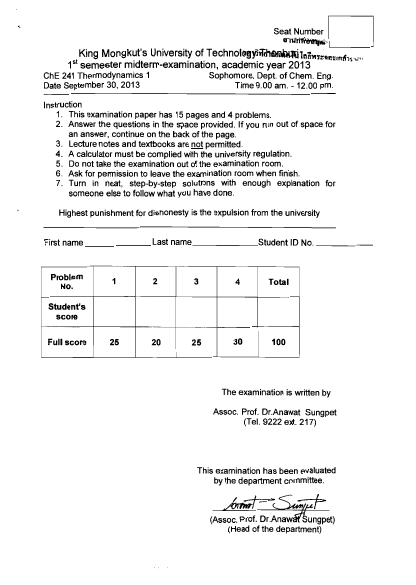 Seat Number
King Mongkut's University of Technology Thonburi
1st semester midterm-examination, academic year 2013
ChE 241 Thermodynamics 1 Sophomore, Dept. of Chem. Eng.
Date September 30, 2013 Time 9.00 am. - 12.00 pm.
Instruction
1. This examination paper has 15 pages and 4 problems.
2. Answer the questions in the space provided. If you run out of space for
an answer, continue on the back of the page.
3. Lecture notes and textbooks are not permitted.
4. A calculator must be complied with the university regulation.
5. Do not take the examination out of the examination room.
6. Ask for permission to leave the examination room when finish.
7. Turn in neat, step-by-step solutions with enough explanation for
someone else to follow what you have done.
Highest punishment for dishonesty is the expulsion from the university
First name Last name Student ID No.
Problem No. 1 2 3 4 Total
Student's score
Full score 25 20 25 30 100
The examination is written by
Assoc. Prof. Dr.Anawat Sungpet
(Tel. 9222 ext. 217)
This examination has been evaluated
by the department committee.
Anawat Sungpet
(Assoc. Prof. Dr.Anawat Sungpet)
(Head of the department)